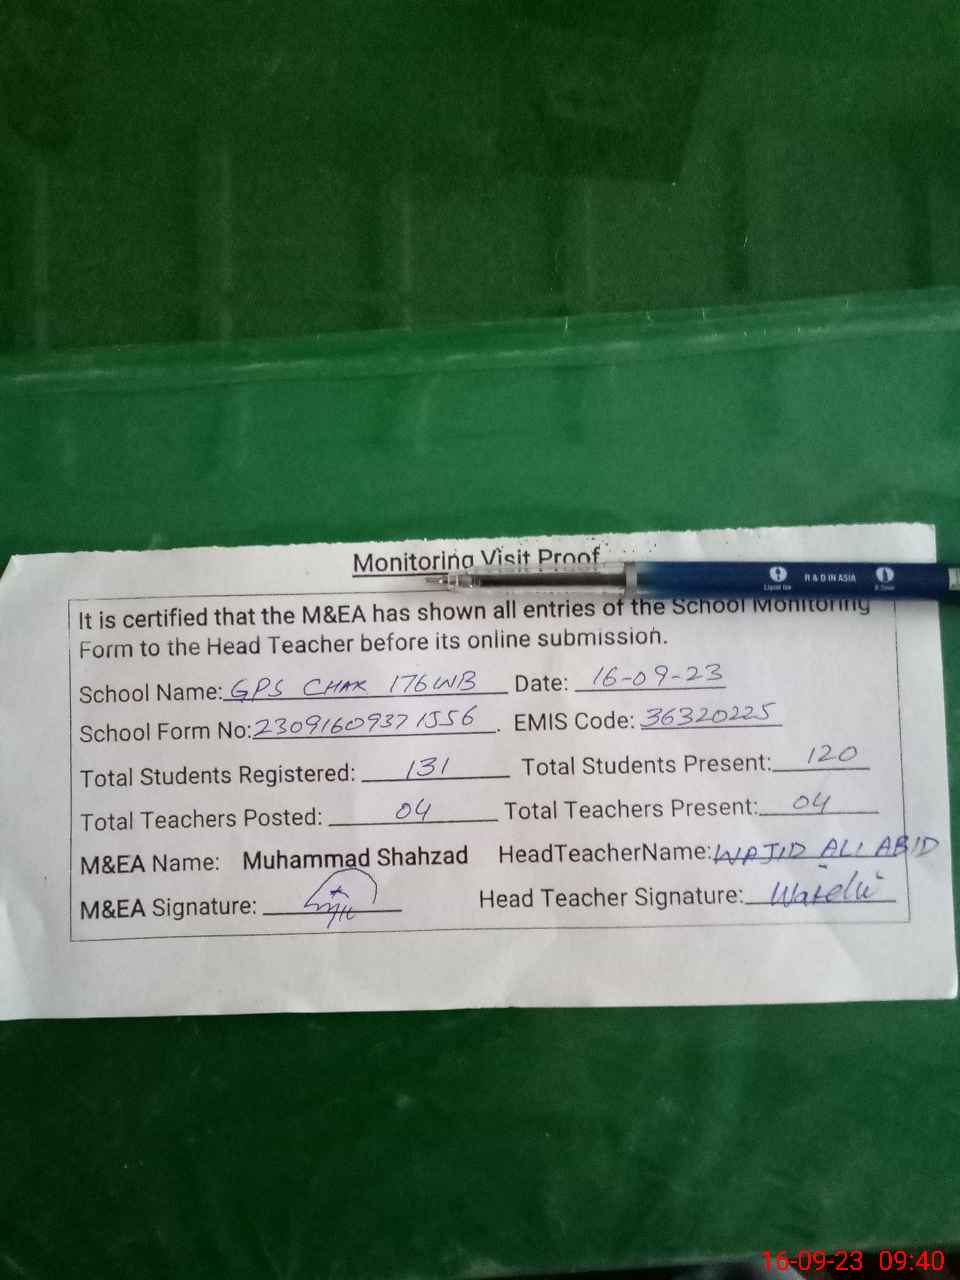 Monitoring Visit Proof
Liquid Ink R & D IN ASIA 0.5mm
It is certified that the M&EA has shown all entries of the School Monitoring
Form to the Head Teacher before its online submission.
School Name: GPS CHAK 176WB Date: 16-09-23
School Form No: 23091609371556. EMIS Code: 36320225
Total Students Registered: 131 Total Students Present: 120
Total Teachers Posted: 04 Total Teachers Present: 04
M&EA Name: Muhammad Shahzad HeadTeacherName: WAJID ALI ABID
M&EA Signature: Head Teacher Signature:
16-09-23 09:40